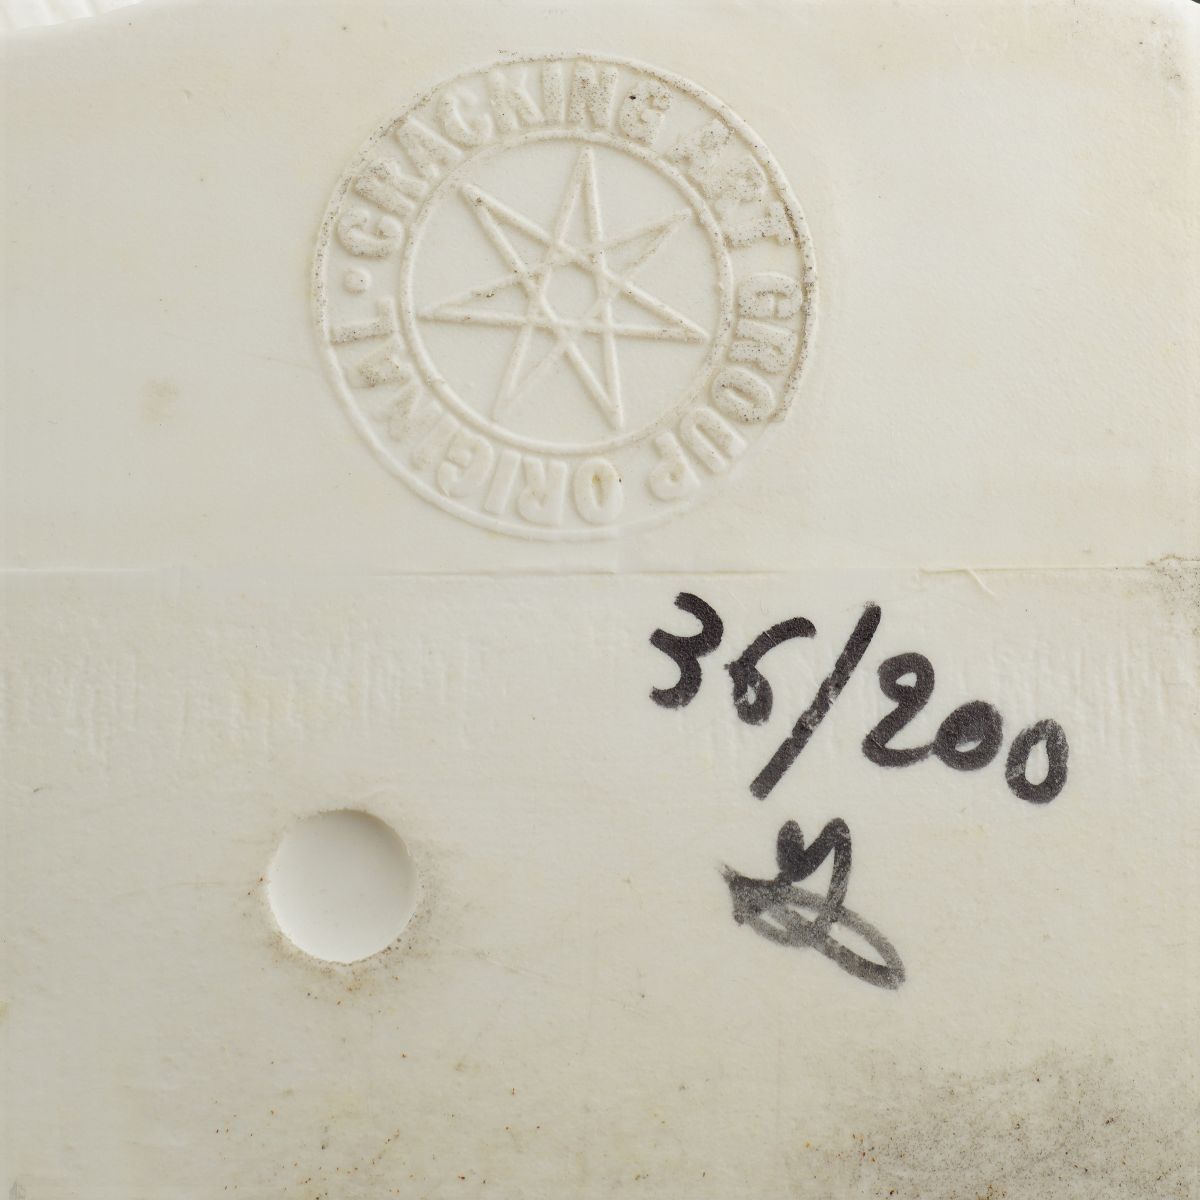 CRACKING ART GROUP ORIGINAL •
36/200